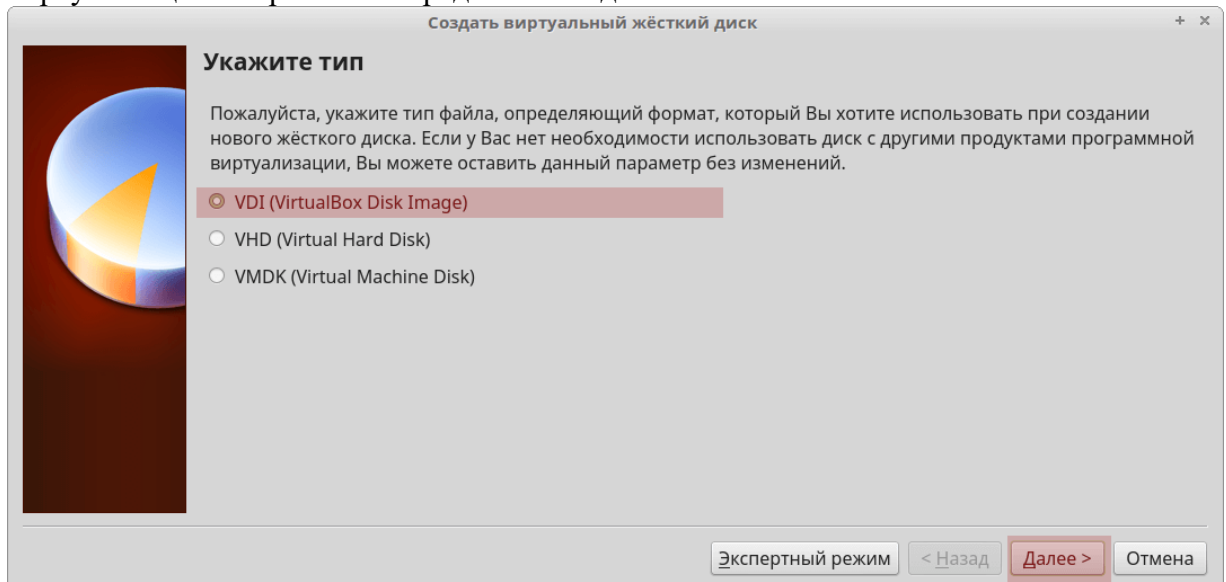 Создать виртуальный жёсткий диск
Укажите тип
Пожалуйста, укажите тип файла, определяющий формат, который Вы хотите использовать при создании
нового жёсткого диска. Если у Вас нет необходимости использовать диск с другими продуктами программной
виртуализации, Вы можете оставить данный параметр без изменений.
VDI (VirtualBox Disk Image)
VHD (Virtual Hard Disk)
VMDK (Virtual Machine Disk)
Экспертный режим < Назад Далее > Отмена